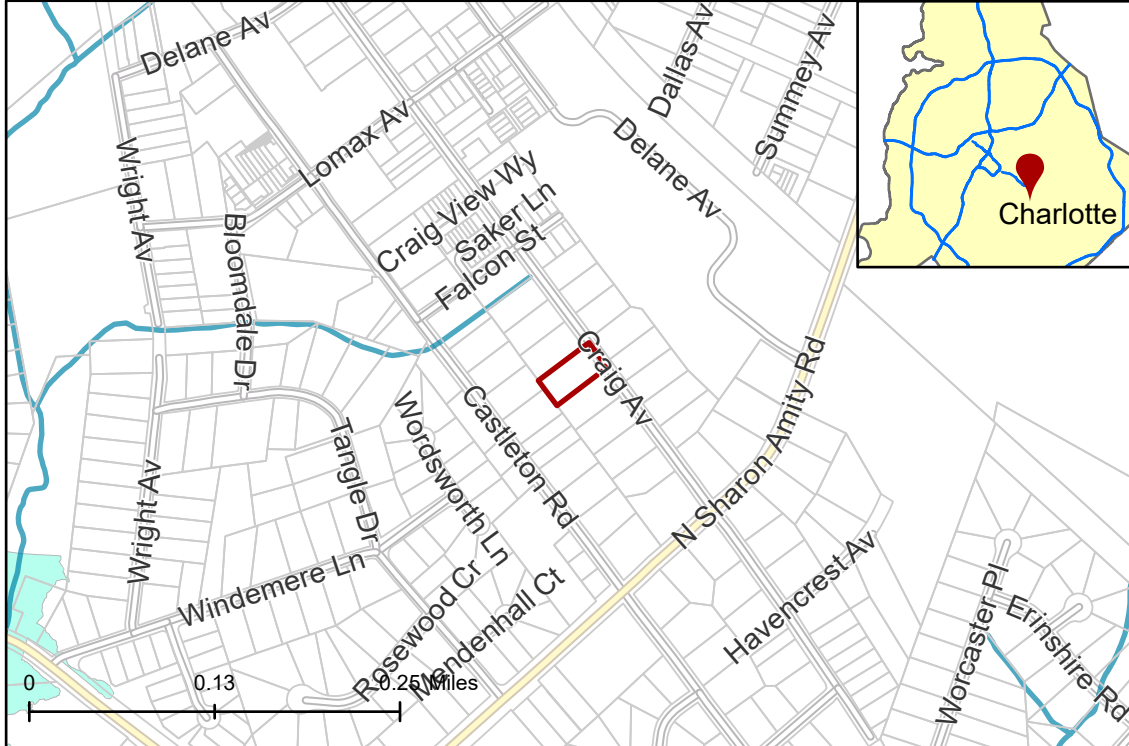 Delane Av
Dallas Av
Summey Av
Wright Av
Lomax Av
Delane Av
Craig View Wy
Saker Ln
Falcon St
Bloomdale Dr
Charlotte
Craig Av
N Sharon Amity Rd
Castleton Rd
Wordsworth Ln
Tangle Dr
Wright Av
Windemere Ln
Rosewood Cr
Mendenhall Ct
Havencrest Av
Worcaster Pl
Erinshire Rd
0
0.13
0.25 Miles